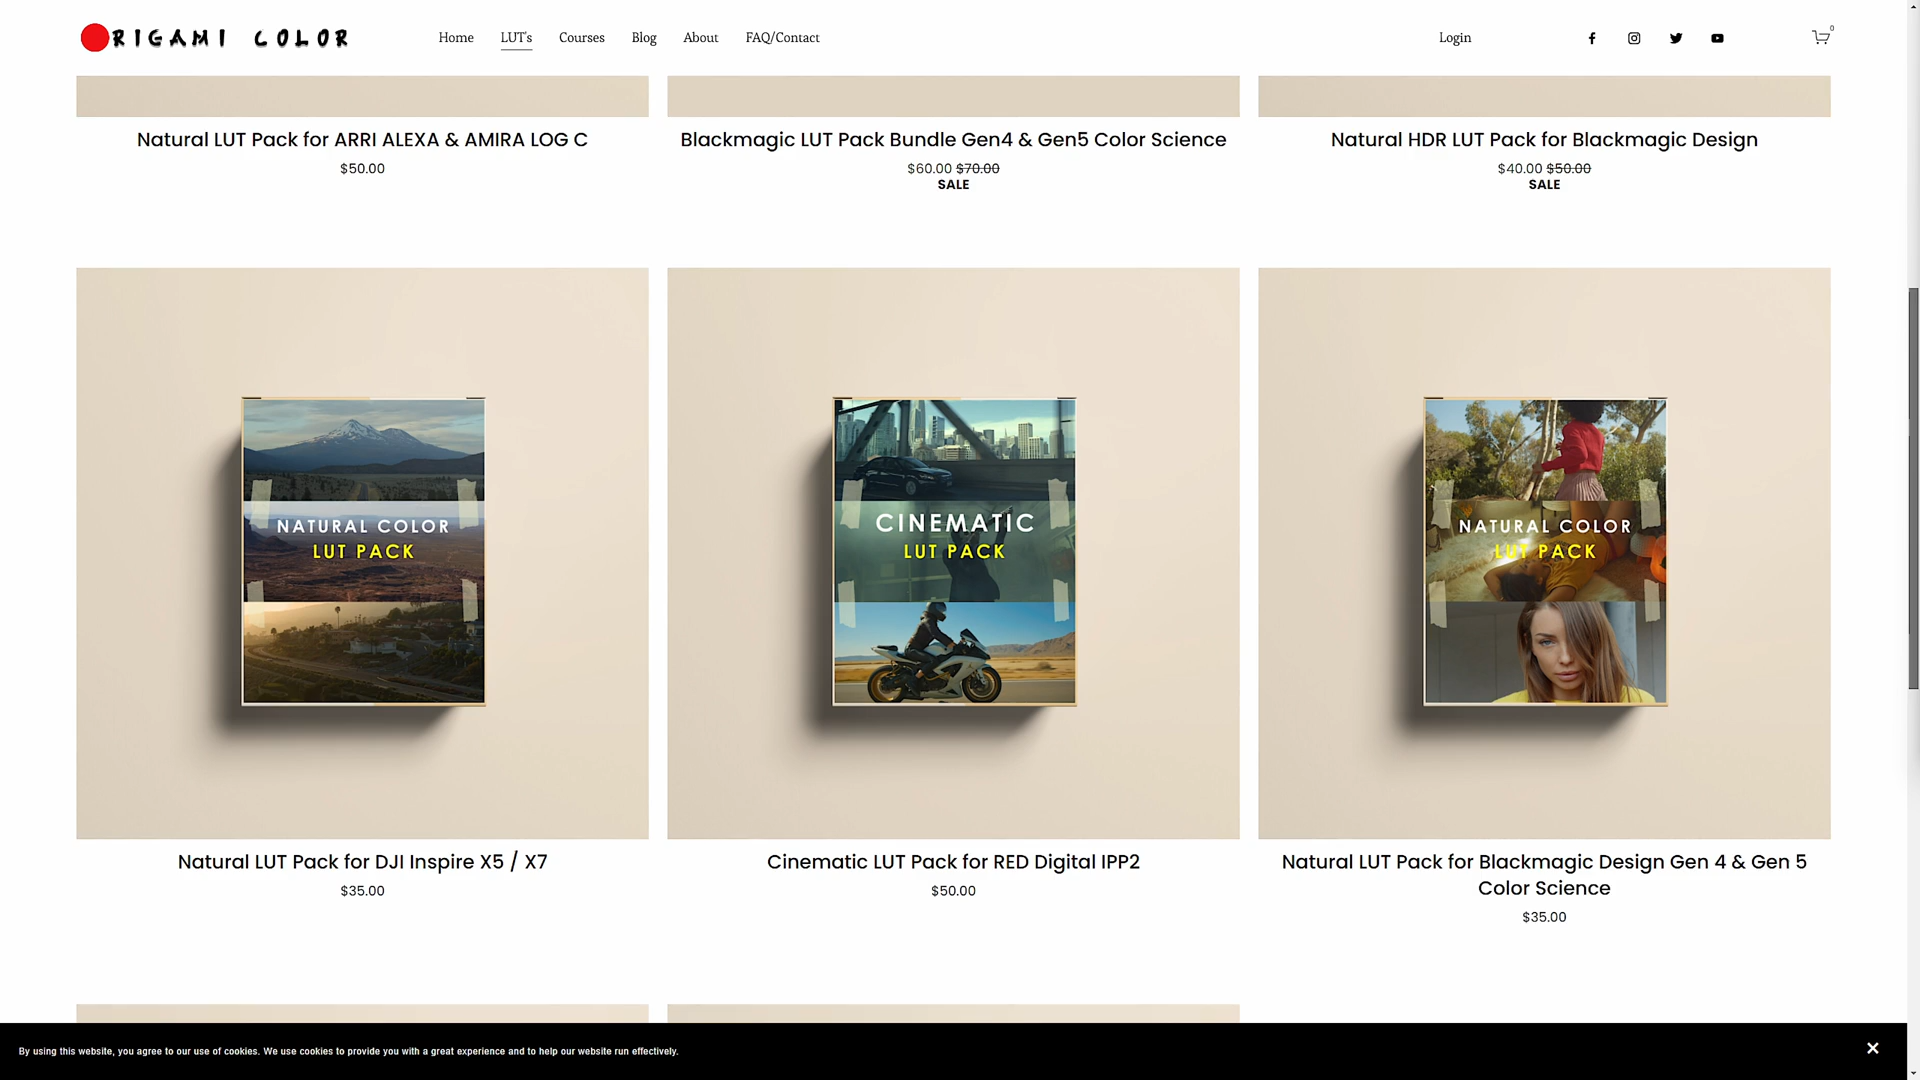 RIGAMI COLOR
Home LUT's Courses Blog About FAQ/Contact
Login
0
Natural LUT Pack for ARRI ALEXA & AMIRA LOG C
$50.00
Blackmagic LUT Pack Bundle Gen4 & Gen5 Color Science
$60.00 $70.00
SALE
Natural HDR LUT Pack for Blackmagic Design
$40.00 $50.00
SALE
NATURAL COLOR
LUT PACK
CINEMATIC
LUT PACK
NATURAL COLOR
LUT PACK
Natural LUT Pack for DJI Inspire X5 / X7
$35.00
Cinematic LUT Pack for RED Digital IPP2
$50.00
Natural LUT Pack for Blackmagic Design Gen 4 & Gen 5
Color Science
$35.00
By using this website, you agree to our use of cookies. We use cookies to provide you with a great experience and to help our website run effectively.